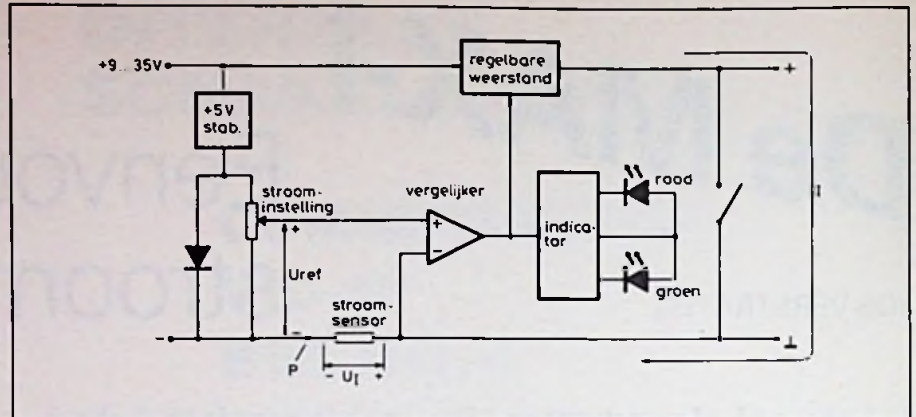 +9...35V
regelbare
weerstand
+
+5V
stab.
stroom-
instelling
vergelijker
rood
+
+
-
indica-
tor
I
Uref
groen
stroom-
sensor
-
-
⊥
P
- UI +